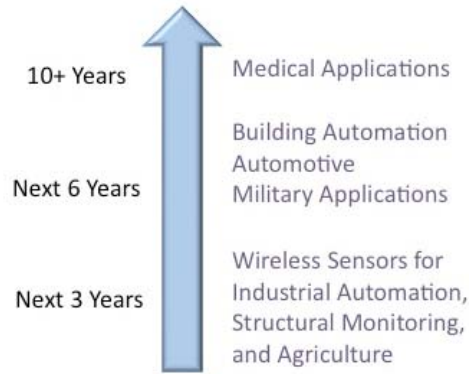 10+ Years
Medical Applications
Next 6 Years
Building Automation
Automotive
Military Applications
Next 3 Years
Wireless Sensors for
Industrial Automation,
Structural Monitoring,
and Agriculture